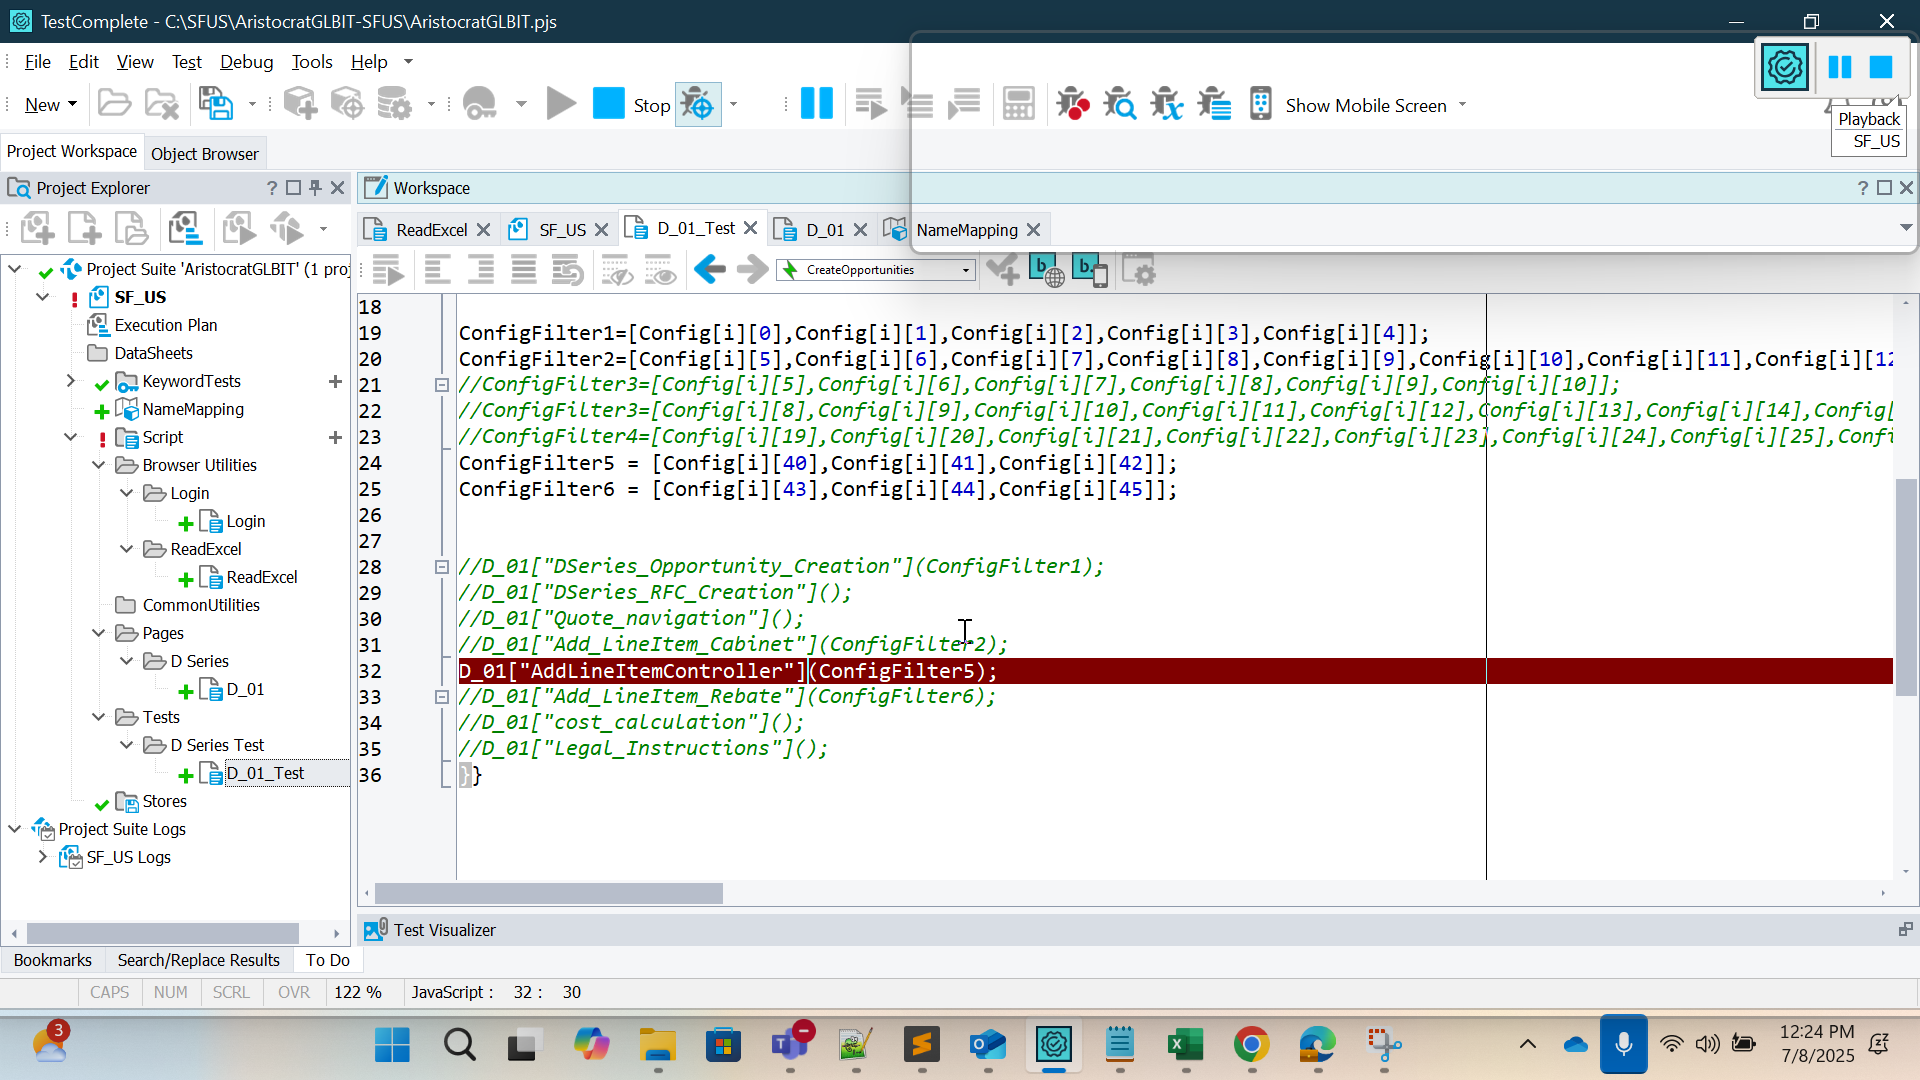 TestComplete - C:\SFUS\AristocratGLBIT-SFUS\AristocratGLBIT.pjs
File Edit View Test Debug Tools Help
New Stop Show Mobile Screen
Playback
SF_US
Project Workspace Object Browser
Project Explorer
Workspace
ReadExcel SF_US D_01_Test D_01 NameMapping
CreateOpportunities
Project Suite 'AristocratGLBIT' (1 proj
SF_US
Execution Plan
DataSheets
KeywordTests
NameMapping
Script
Browser Utilities
Login
Login
ReadExcel
ReadExcel
CommonUtilities
Pages
D Series
D_01
Tests
D Series Test
D_01_Test
Stores
Project Suite Logs
SF_US Logs
18
19 ConfigFilter1=[Config[i][0],Config[i][1],Config[i][2],Config[i][3],Config[i][4]];
20 ConfigFilter2=[Config[i][5],Config[i][6],Config[i][7],Config[i][8],Config[i][9],Config[i][10],Config[i][11],Config[i][12
21 //ConfigFilter3=[Config[i][5],Config[i][6],Config[i][7],Config[i][8],Config[i][9],Config[i][10]];
22 //ConfigFilter3=[Config[i][8],Config[i][9],Config[i][10],Config[i][11],Config[i][12],Config[i][13],Config[i][14],Config[
23 //ConfigFilter4=[Config[i][19],Config[i][20],Config[i][21],Config[i][22],Config[i][23],Config[i][24],Config[i][25],Confi
24 ConfigFilter5 = [Config[i][40],Config[i][41],Config[i][42]];
25 ConfigFilter6 = [Config[i][43],Config[i][44],Config[i][45]];
26
27
28 //D_01["DSeries_Opportunity_Creation"](ConfigFilter1);
29 //D_01["DSeries_RFC_Creation"]();
30 //D_01["Quote_navigation"]();
31 //D_01["Add_LineItem_Cabinet"](ConfigFilter2);
32 D_01["AddLineItemController"](ConfigFilter5);
33 //D_01["Add_LineItem_Rebate"](ConfigFilter6);
34 //D_01["cost_calculation"]();
35 //D_01["Legal_Instructions"]();
36 }}
Test Visualizer
Bookmarks Search/Replace Results To Do
CAPS NUM SCRL OVR 122 % JavaScript : 32 : 30
3
12:24 PM
7/8/2025